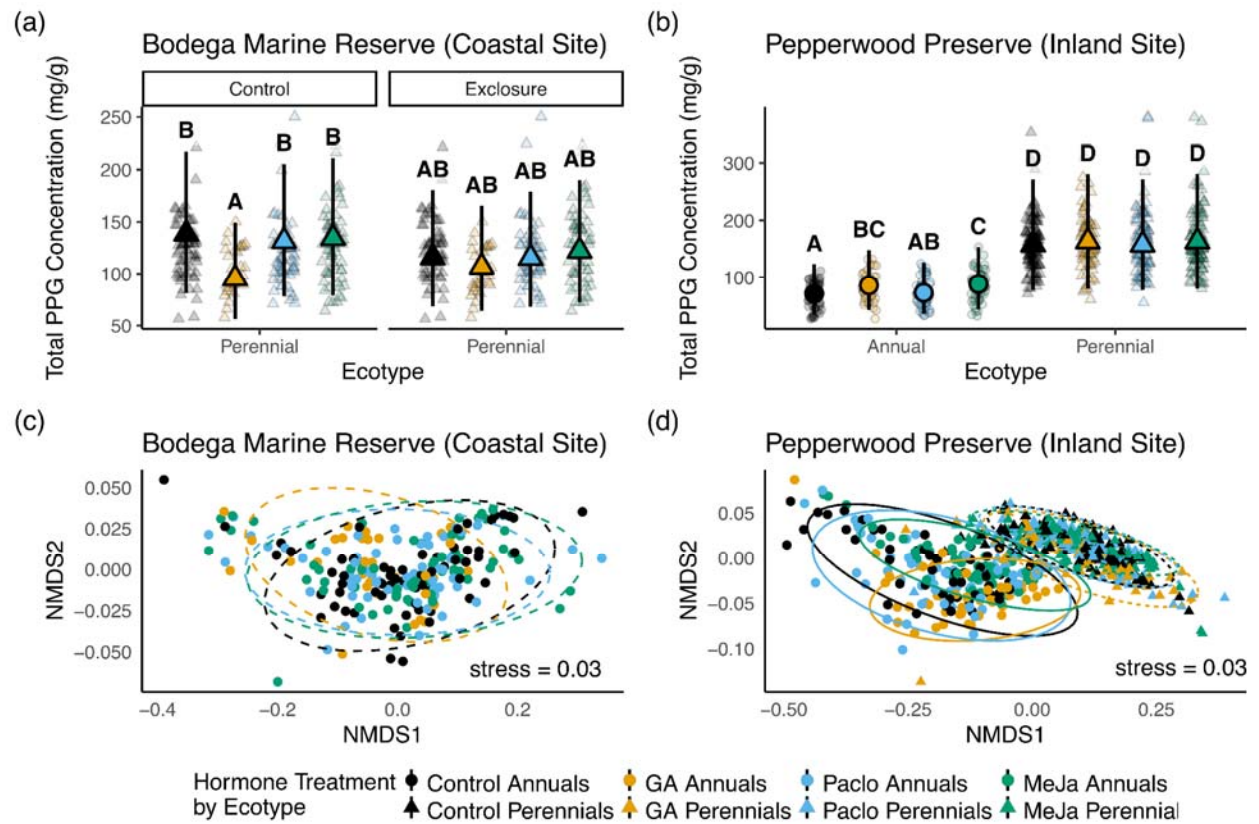 (a)
Bodega Marine Reserve (Coastal Site)
Control
Exclosure
Total PPG Concentration (mg/g)
250
200
150
100
50
B
A
B
B
AB
AB
AB
AB
Perennial
Perennial
Ecotype
(b)
Pepperwood Preserve (Inland Site)
Total PPG Concentration (mg/g)
300
200
100
A
BC
AB
C
D
D
D
D
Annual
Perennial
Ecotype
(c)
Bodega Marine Reserve (Coastal Site)
NMDS2
0.050
0.025
0.000
−0.025
−0.050
stress = 0.03
−0.4
−0.2
0.0
0.2
NMDS1
(d)
Pepperwood Preserve (Inland Site)
NMDS2
0.05
0.00
−0.05
−0.10
stress = 0.03
−0.50
−0.25
0.00
0.25
NMDS1
Hormone Treatment
by Ecotype
Control Annuals
GA Annuals
Paclo Annuals
MeJa Annuals
Control Perennials
GA Perennials
Paclo Perennials
MeJa Perennial